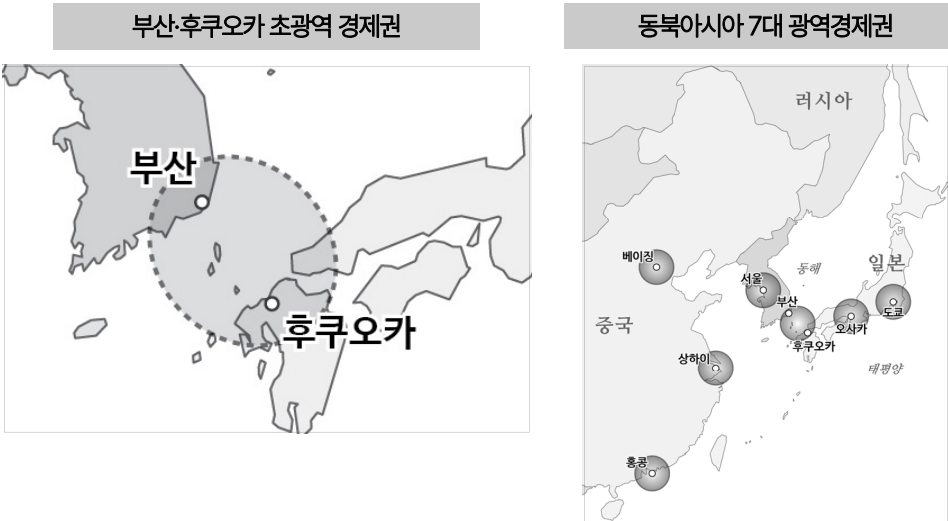 부산·후쿠오카 초광역 경제권
부산
후쿠오카
동북아시아 7대 광역경제권
러시아
베이징
동해
일본
서울
부산
도쿄
중국
오사카
후쿠오카
상하이
태평양
홍콩